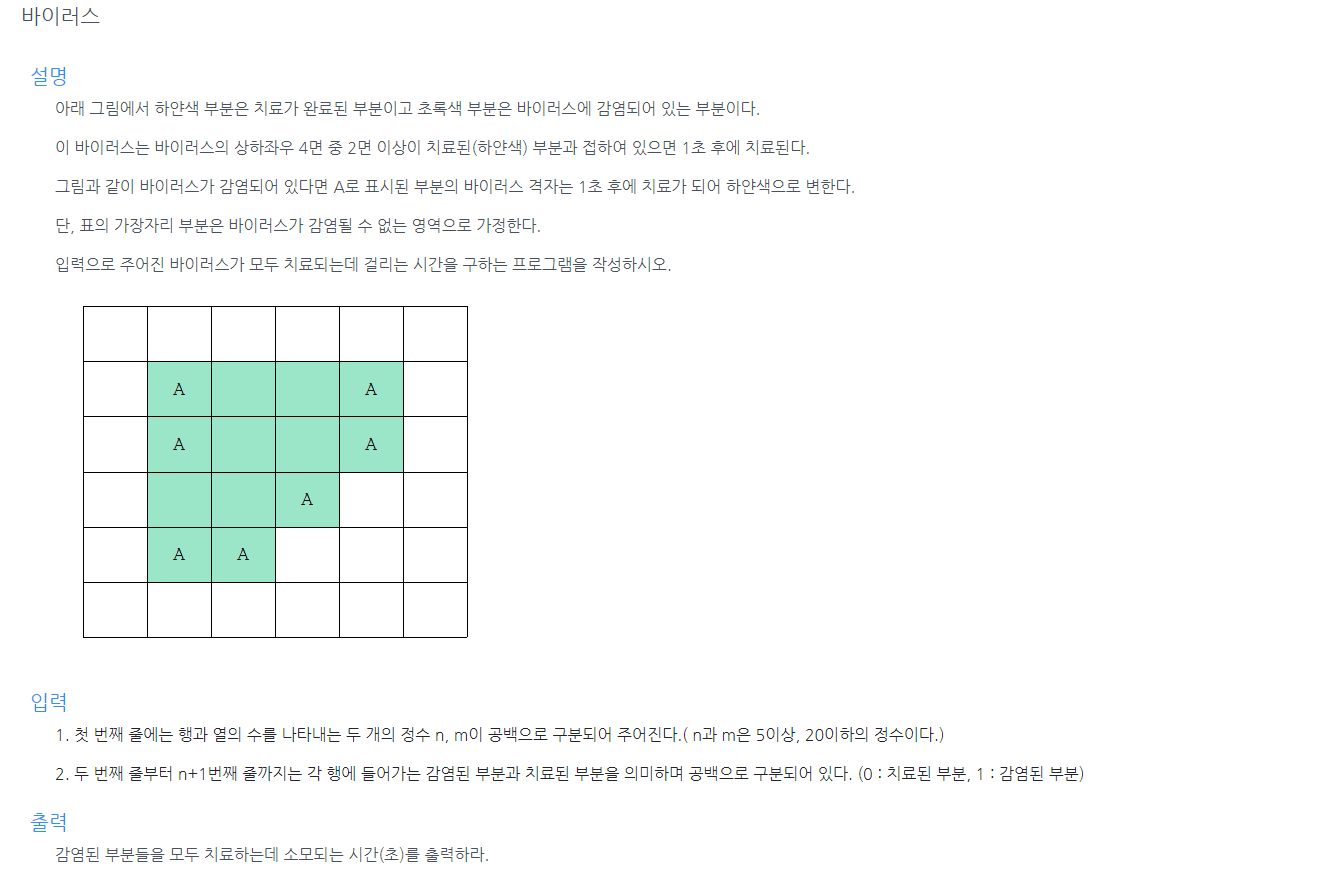 바이러스
설명
아래 그림에서 하얀색 부분은 치료가 완료된 부분이고 초록색 부분은 바이러스에 감염되어 있는 부분이다.
이 바이러스는 바이러스의 상하좌우 4면 중 2면 이상이 치료된(하얀색) 부분과 접하여 있으면 1초 후에 치료된다.
그림과 같이 바이러스가 감염되어 있다면 A로 표시된 부분의 바이러스 격자는 1초 후에 치료가 되어 하얀색으로 변한다.
단, 표의 가장자리 부분은 바이러스가 감염될 수 없는 영역으로 가정한다.
입력으로 주어진 바이러스가 모두 치료되는데 걸리는 시간을 구하는 프로그램을 작성하시오.
A A
A A
A
A A
입력
1. 첫 번째 줄에는 행과 열의 수를 나타내는 두 개의 정수 n, m이 공백으로 구분되어 주어진다.( n과 m은 5이상, 20이하의 정수이다.)
2. 두 번째 줄부터 n+1번째 줄까지는 각 행에 들어가는 감염된 부분과 치료된 부분을 의미하며 공백으로 구분되어 있다. (0 : 치료된 부분, 1 : 감염된 부분)
출력
감염된 부분들을 모두 치료하는데 소모되는 시간(초)를 출력하라.